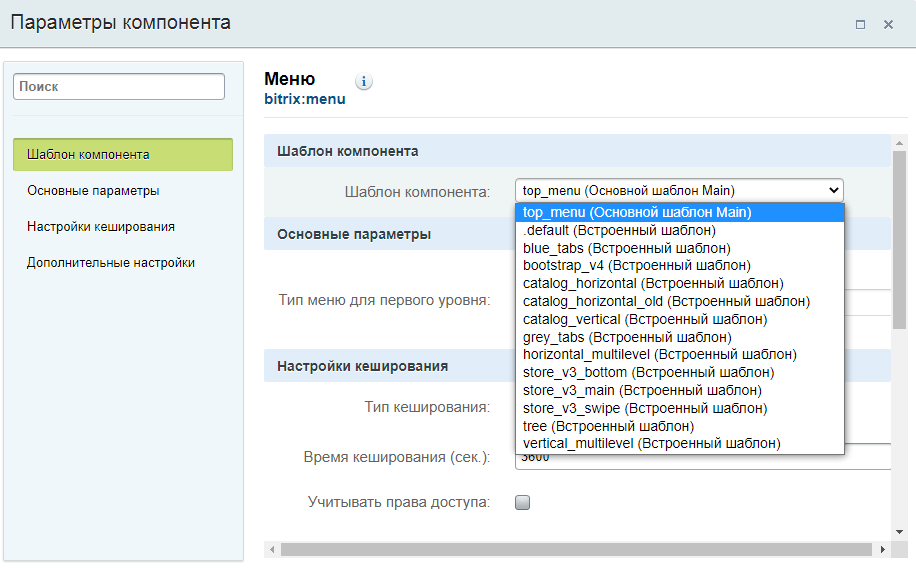 Параметры компонента
Поиск
Шаблон компонента
Основные параметры
Настройки кеширования
Дополнительные настройки
Меню
bitrix:menu
Шаблон компонента
Шаблон компонента:
top_menu (Основной шаблон Main)
top_menu (Основной шаблон Main)
.default (Встроенный шаблон)
blue_tabs (Встроенный шаблон)
bootstrap_v4 (Встроенный шаблон)
catalog_horizontal (Встроенный шаблон)
catalog_horizontal_old (Встроенный шаблон)
catalog_vertical (Встроенный шаблон)
grey_tabs (Встроенный шаблон)
horizontal_multilevel (Встроенный шаблон)
store_v3_bottom (Встроенный шаблон)
store_v3_main (Встроенный шаблон)
store_v3_swipe (Встроенный шаблон)
tree (Встроенный шаблон)
vertical_multilevel (Встроенный шаблон)
Основные параметры
Тип меню для первого уровня:
Настройки кеширования
Тип кеширования:
Время кеширования (сек.):
3600
Учитывать права доступа: